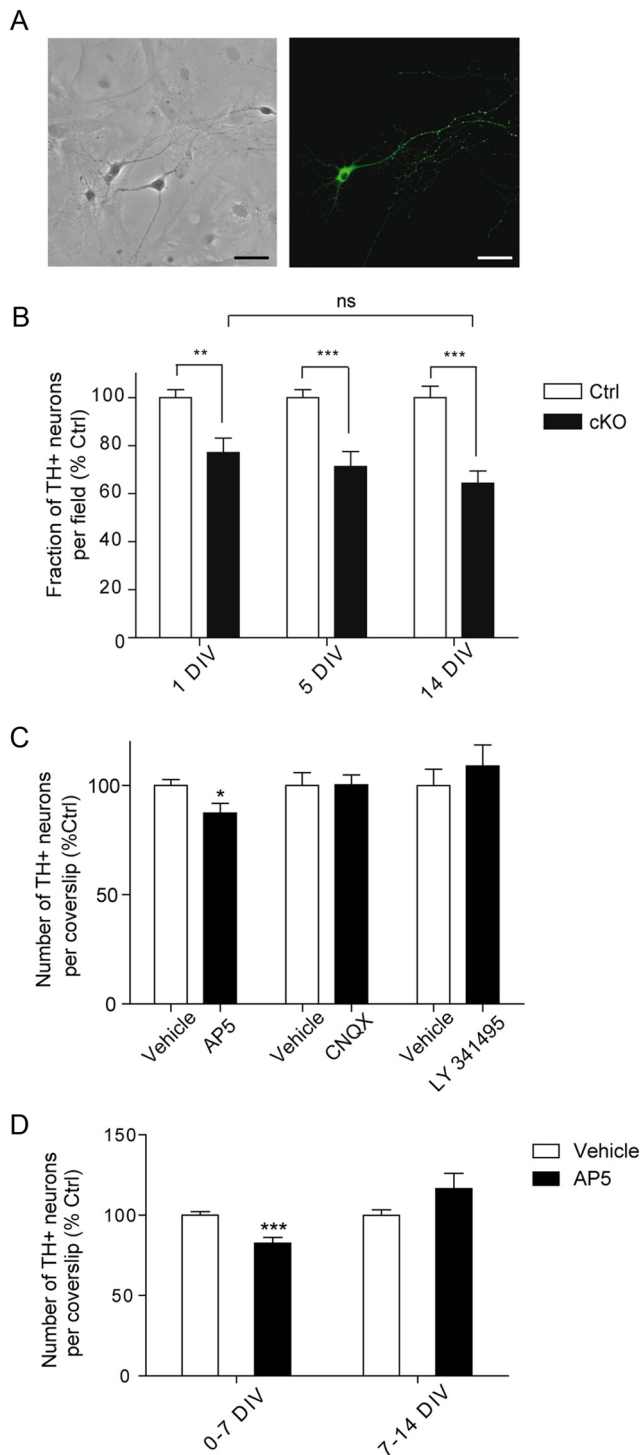 A
B
ns
**
***
***
Fraction of TH+ neurons
per field (% Ctrl)
100
80
60
40
20
0
1 DIV
5 DIV
14 DIV
Ctrl
cKO
C
Number of TH+ neurons
per coverslip (%Ctrl)
100
50
0
*
Vehicle
AP5
Vehicle
CNQX
Vehicle
LY 341495
D
Number of TH+ neurons
per coverslip (% Ctrl)
150
100
50
0
***
0-7 DIV
7-14 DIV
Vehicle
AP5